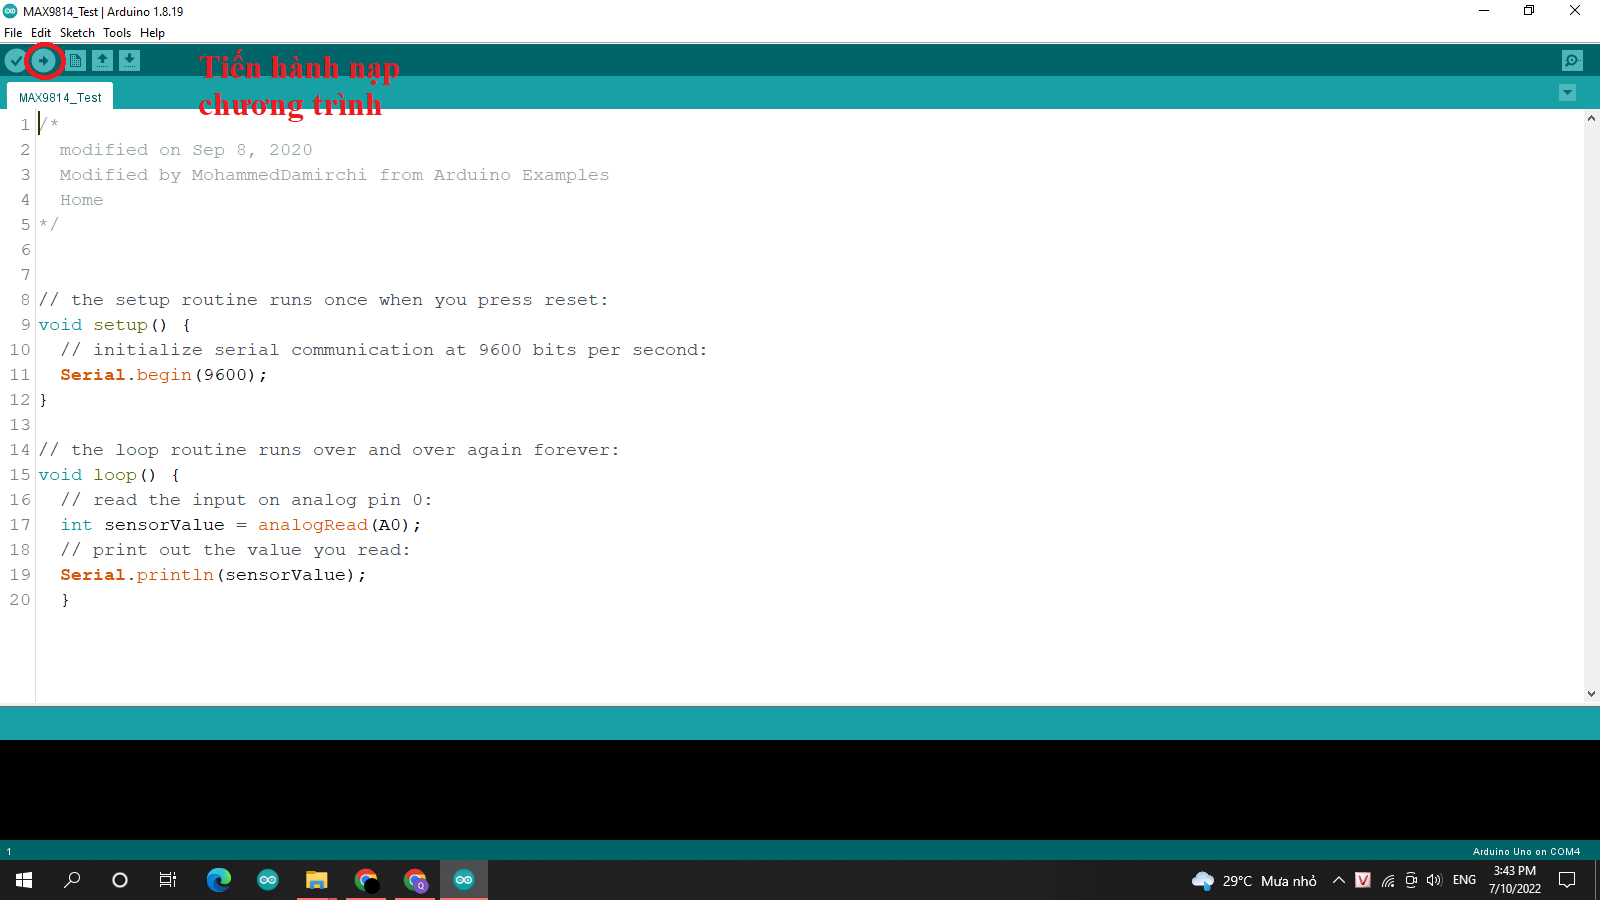 MAX9814_Test | Arduino 1.8.19
File Edit Sketch Tools Help
Tiến hành nạp
chương trình
MAX9814_Test
1 /*
2 modified on Sep 8, 2020
3 Modified by MohammedDamirchi from Arduino Examples
4 Home
5 */
6
7
8 // the setup routine runs once when you press reset:
9 void setup() {
10 // initialize serial communication at 9600 bits per second:
11 Serial.begin(9600);
12 }
13
14 // the loop routine runs over and over again forever:
15 void loop() {
16 // read the input on analog pin 0:
17 int sensorValue = analogRead(A0);
18 // print out the value you read:
19 Serial.println(sensorValue);
20 }
1 Arduino Uno on COM4
Q
29°C Mưa nhỏ V ENG 3:43 PM
7/10/2022